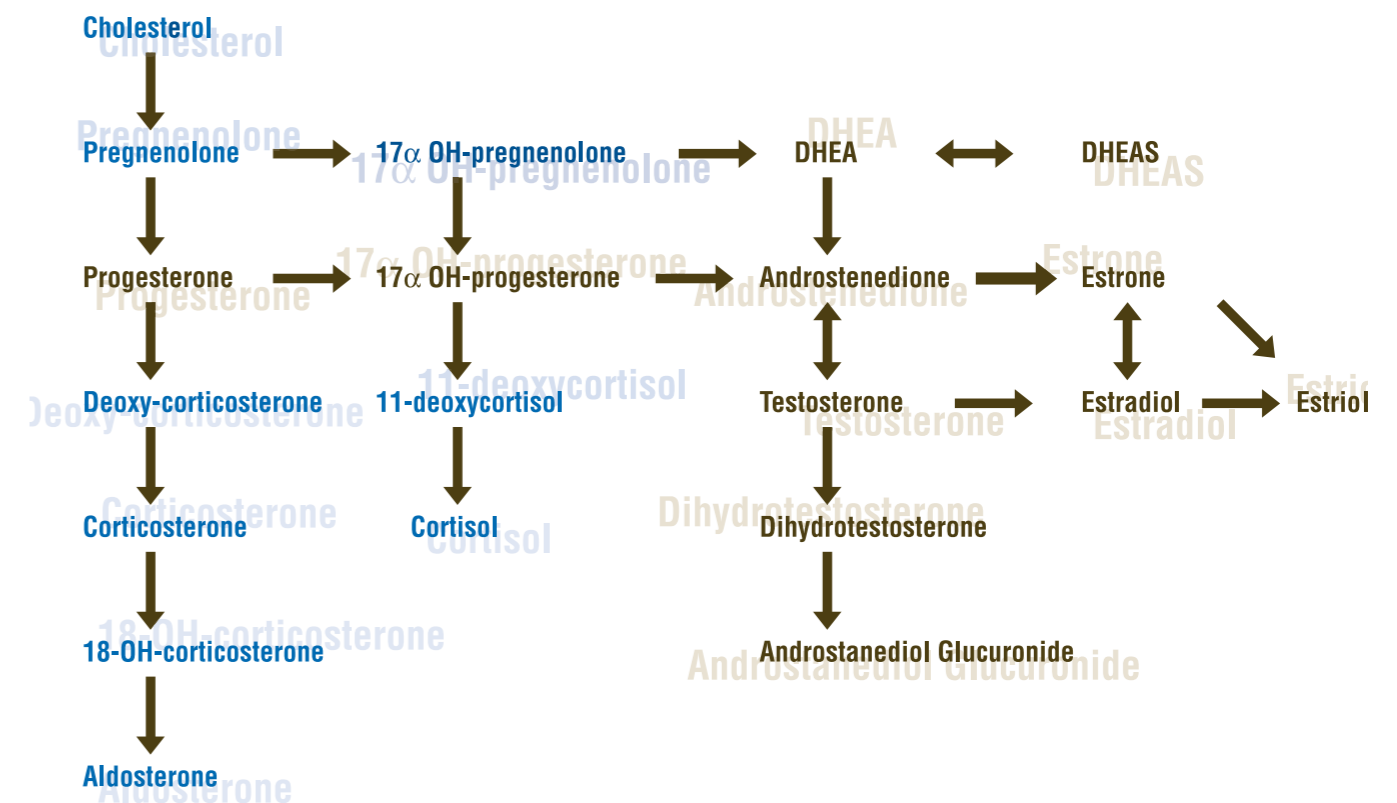 Cholesterol
Pregnenolone 17α OH-pregnenolone DHEA DHEAS
Progesterone 17α OH-progesterone Androstenedione Estrone
Deoxy-corticosterone 11-deoxycortisol Testosterone Estradiol Estriol
Corticosterone Cortisol Dihydrotestosterone
18-OH-corticosterone Androstanediol Glucuronide
Aldosterone